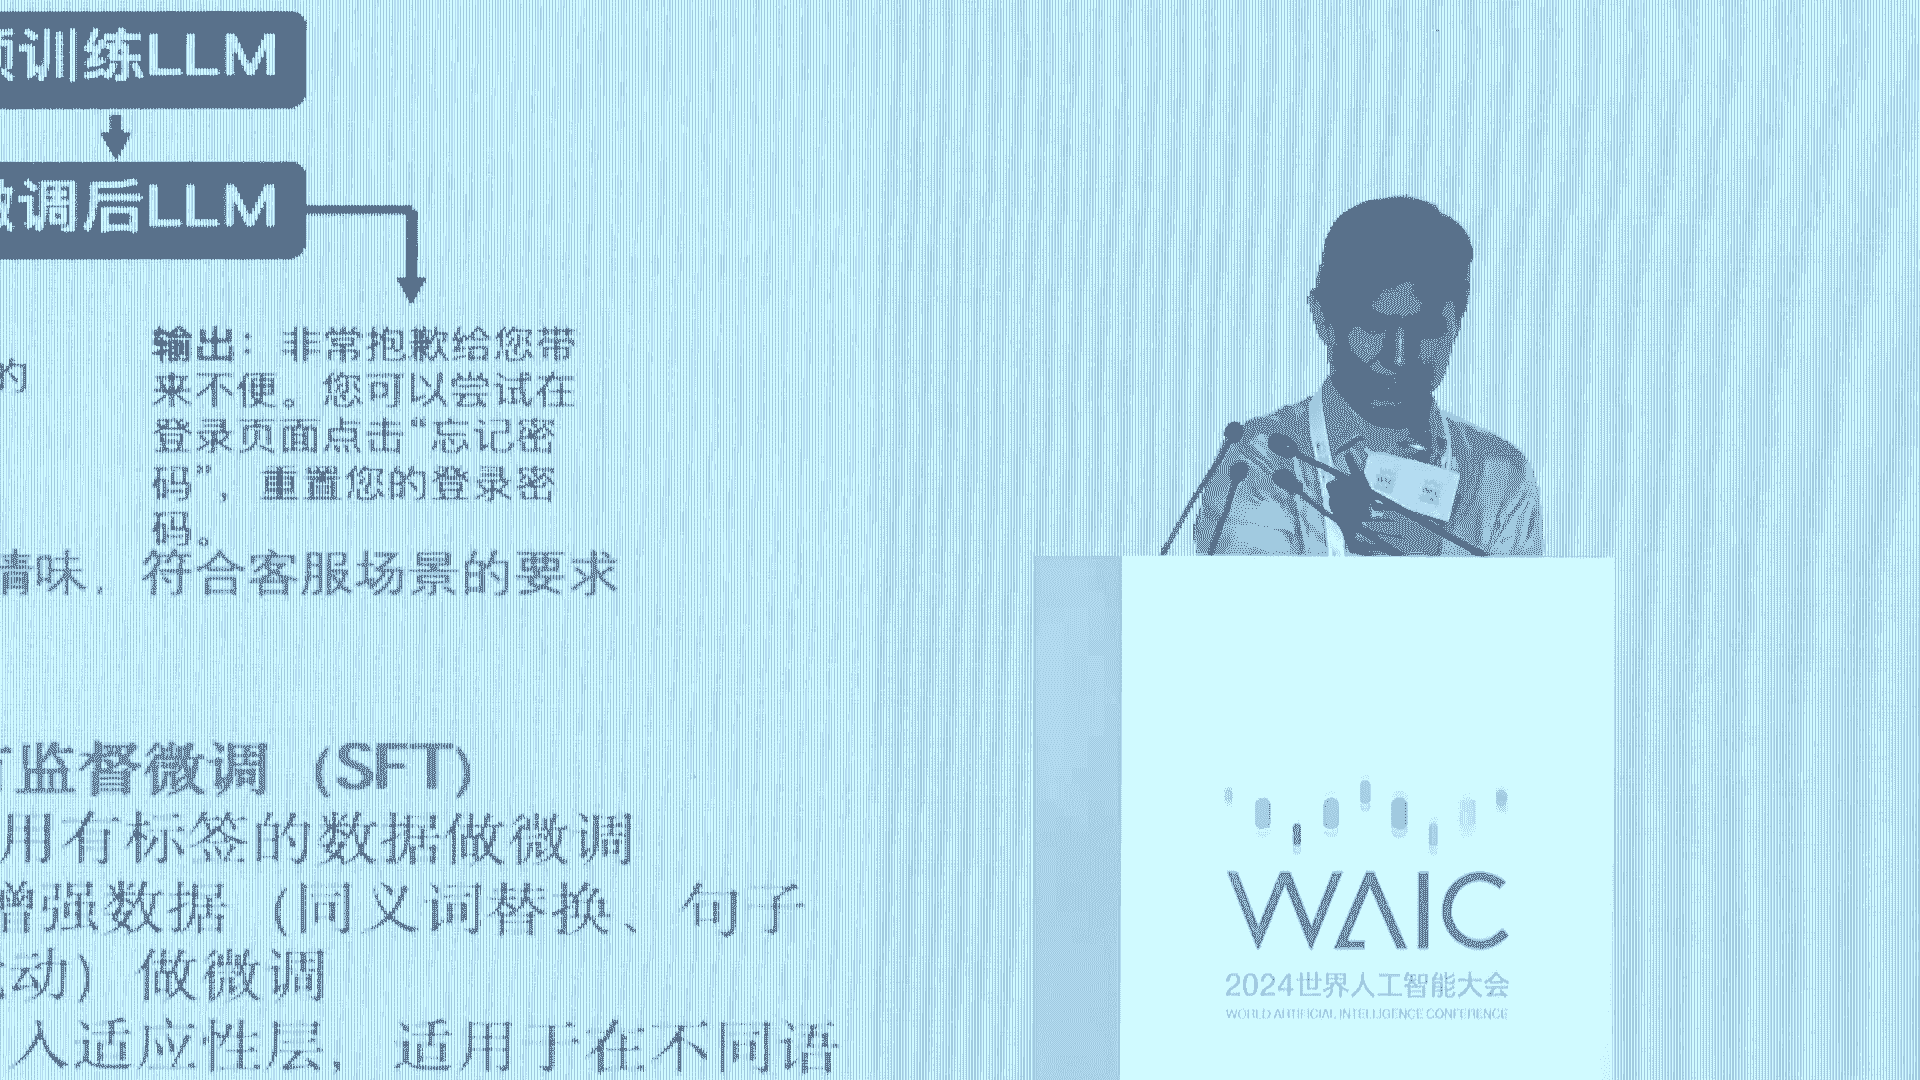 训练LLM
调后LLM
的
输出：非常抱歉给您带
来不便。您可以尝试在
登录页面点击“忘记密
码”，重置您的登录密
码。
情味，符合客服场景的要求
监督微调（SFT）
用有标签的数据做微调
增强数据（同义词替换、句子
动）做微调
入适应性层，适用于在不同语
WAIC
2024世界人工智能大会
WORLD ARTIFICIAL INTELLIGENCE CONFERENCE